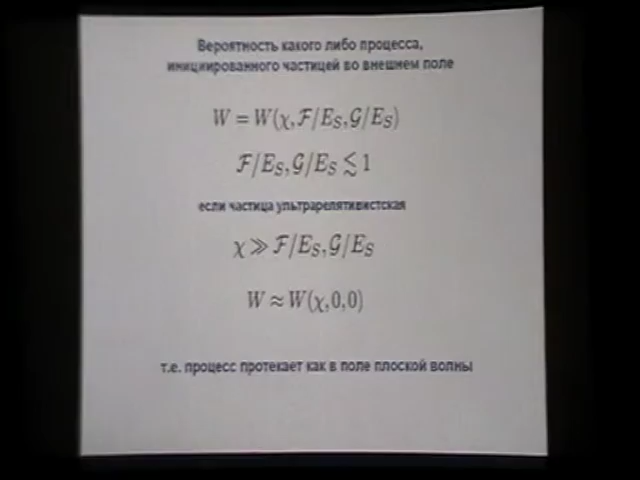 Вероятность какого либо процесса,
инициированного частицей во внешнем поле
W = W(χ, ℱ/E_S, 𝒢/E_S)
ℱ/E_S, 𝒢/E_S ≲ 1
если частица ультрарелятивистская
χ ≫ ℱ/E_S, 𝒢/E_S
W ≈ W(χ,0,0)
т.е. процесс протекает как в поле плоской волны